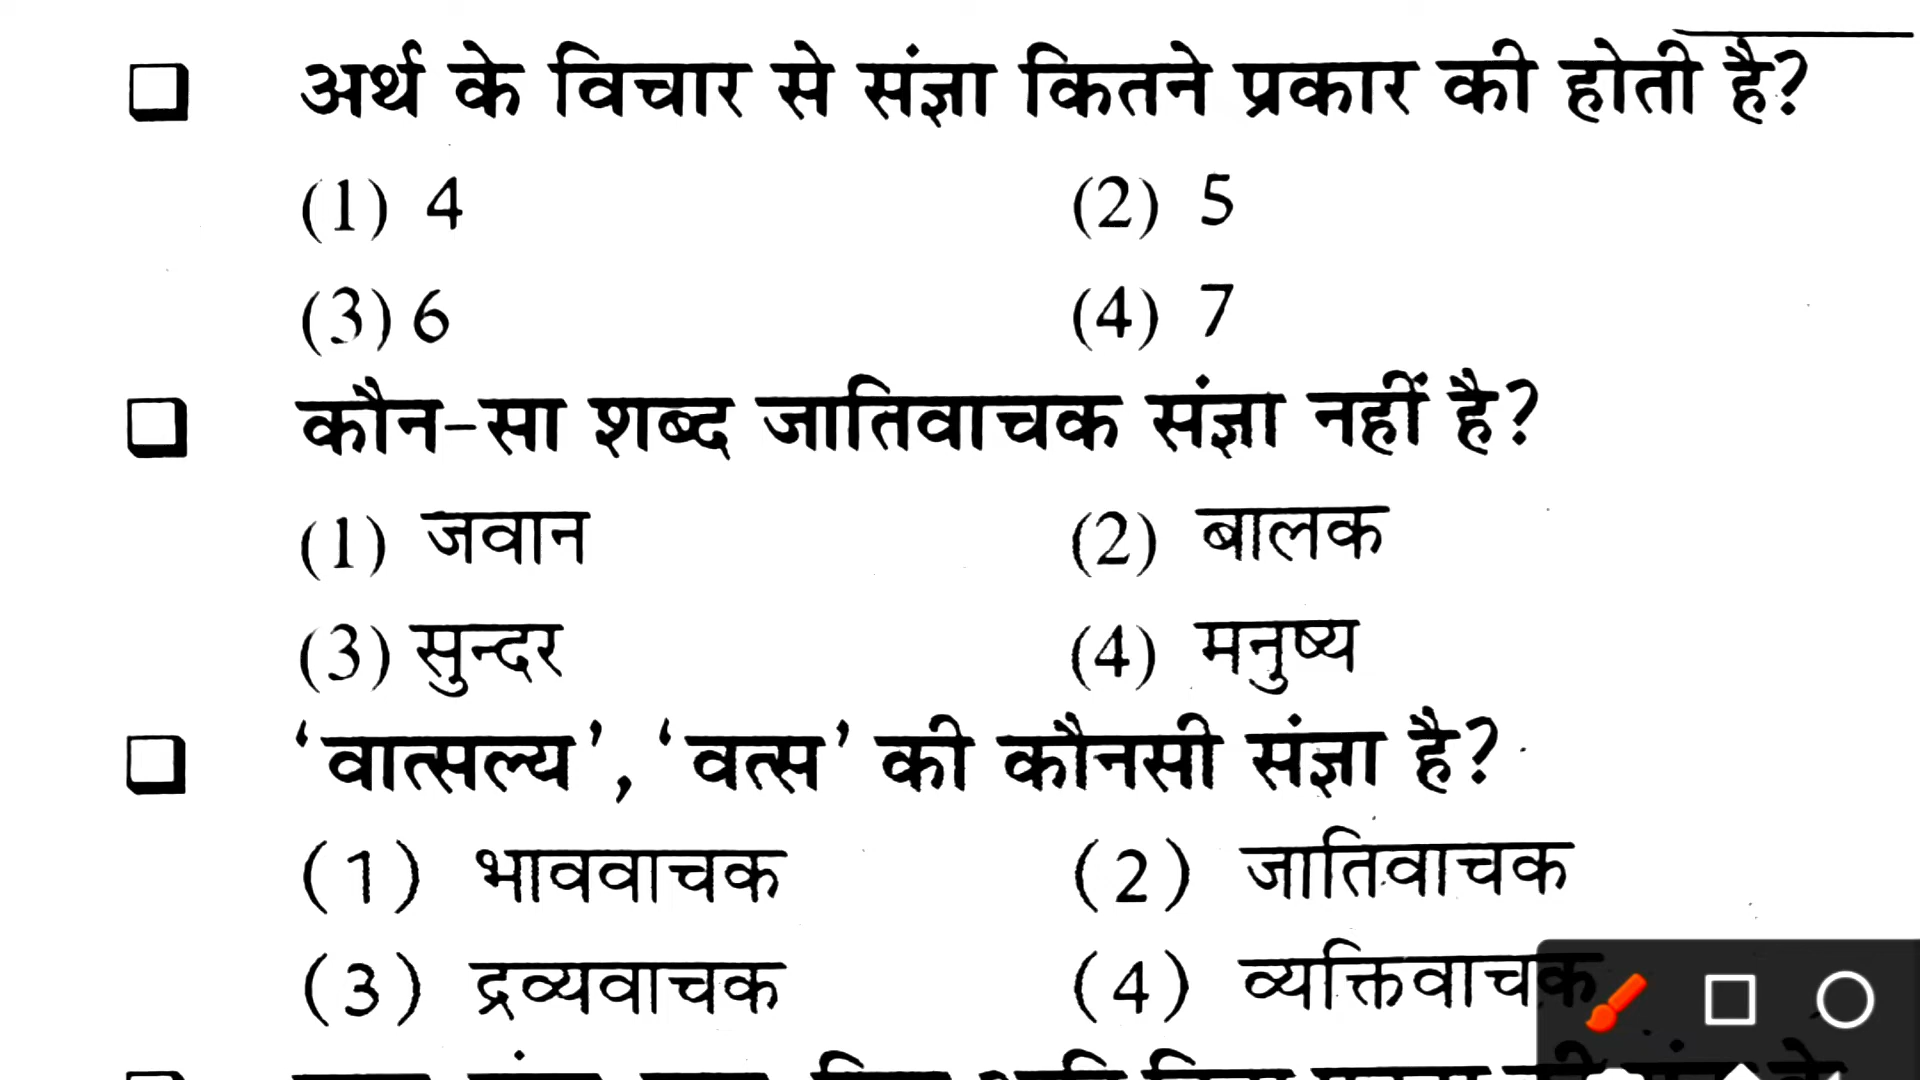 ❑ अर्थ के विचार से संज्ञा कितने प्रकार की होती है?
(1) 4 (2) 5
(3) 6 (4) 7
❑ कौन-सा शब्द जातिवाचक संज्ञा नहीं है?
(1) जवान (2) बालक
(3) सुन्दर (4) मनुष्य
❑ ‘वात्सल्य’, ‘वत्स’ की कौनसी संज्ञा है?
(1) भाववाचक (2) जातिवाचक
(3) द्रव्यवाचक (4) व्यक्तिवाचक